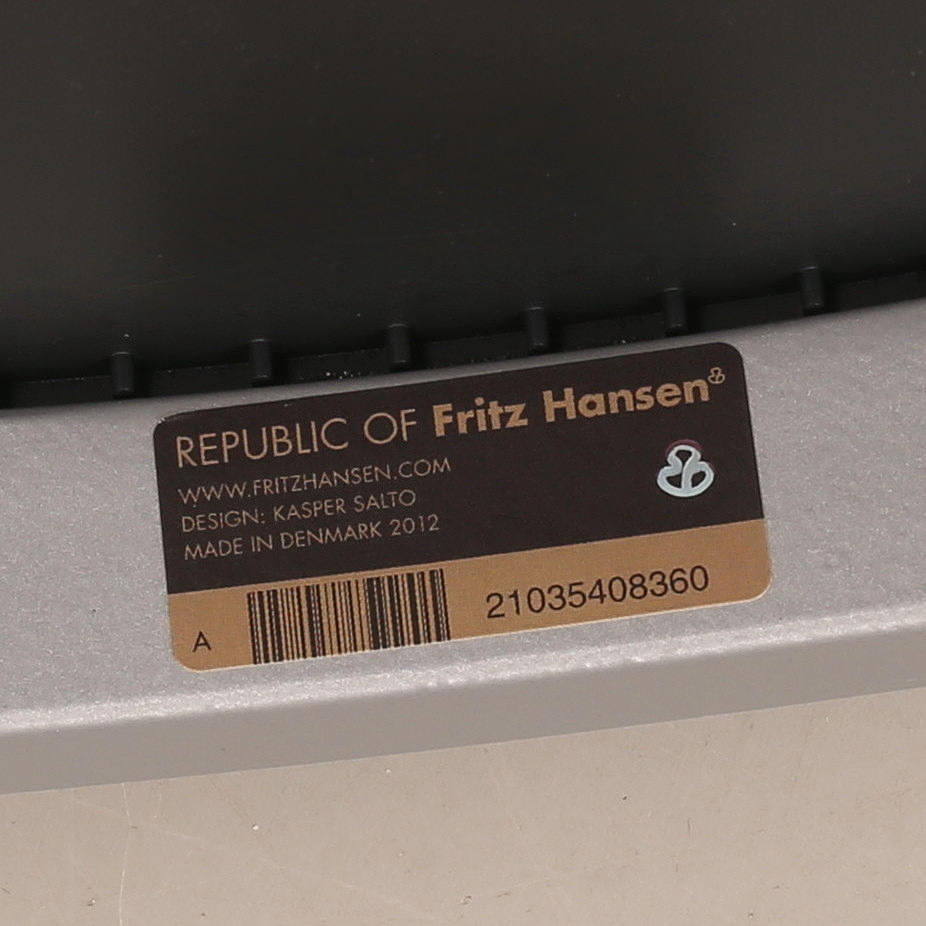 REPUBLIC OF Fritz Hansen
WWW.FRITZHANSEN.COM
DESIGN: KASPER SALTO
MADE IN DENMARK 2012
A
21035408360